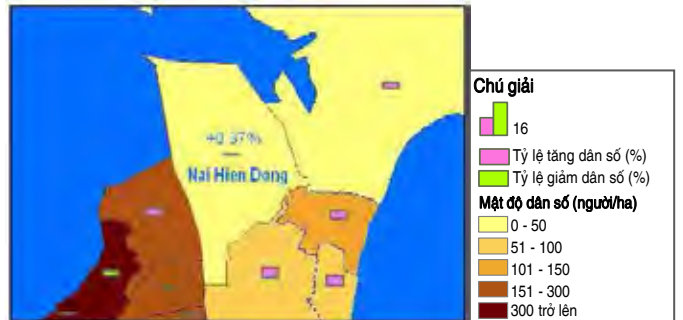 +0.37%
Nai Hien Dong
Chú giải
16
Tỷ lệ tăng dân số (%)
Tỷ lệ giảm dân số (%)
Mật độ dân số (người/ha)
0 - 50
51 - 100
101 - 150
151 - 300
300 trở lên